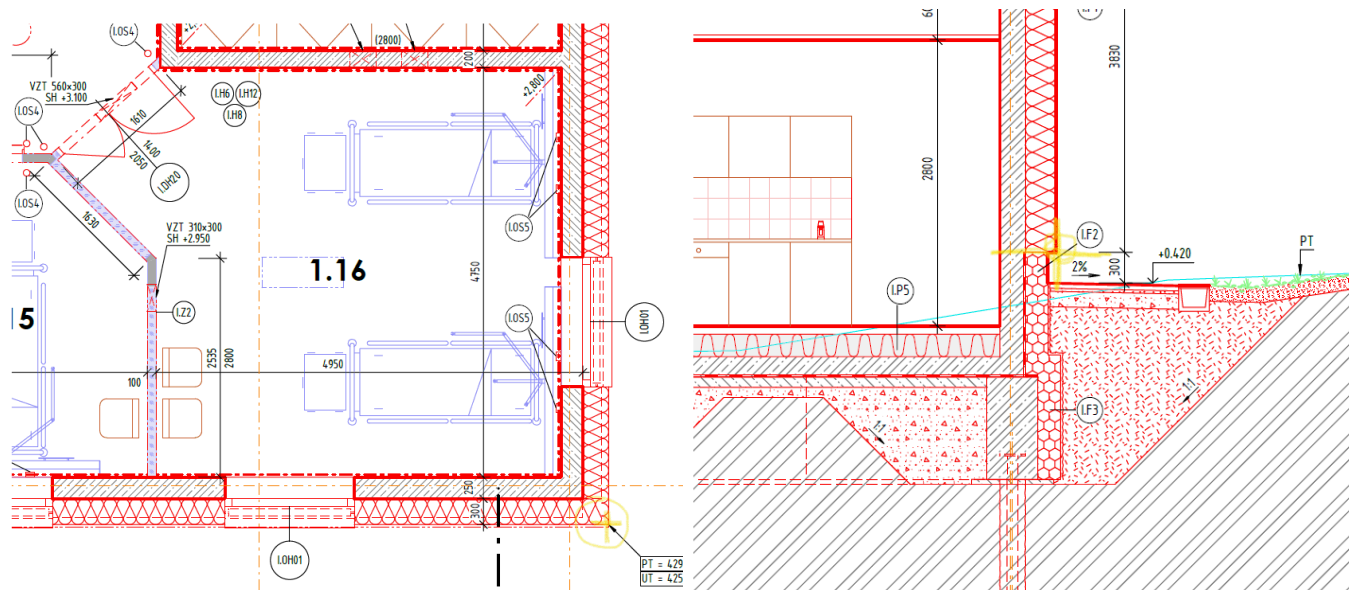 I.OS4
(2800)
200
VZT 560×300
SH +3.100
I.H6
I.H12
I.H8
+2,800
I.OS4
1610
1400
2050
I.DH20
I.OS4
1630
VZT 310×300
SH +2.950
I.OS5
4750
1.16
I.Z2
I.OS5
I.OH01
15
2535
2800
100
4950
250
300
I.OH01
PT = 429
UT = 425
3830
2800
I.F2
PT
+0.420
2%
300
I.P5
I.F3
1:1
1:1